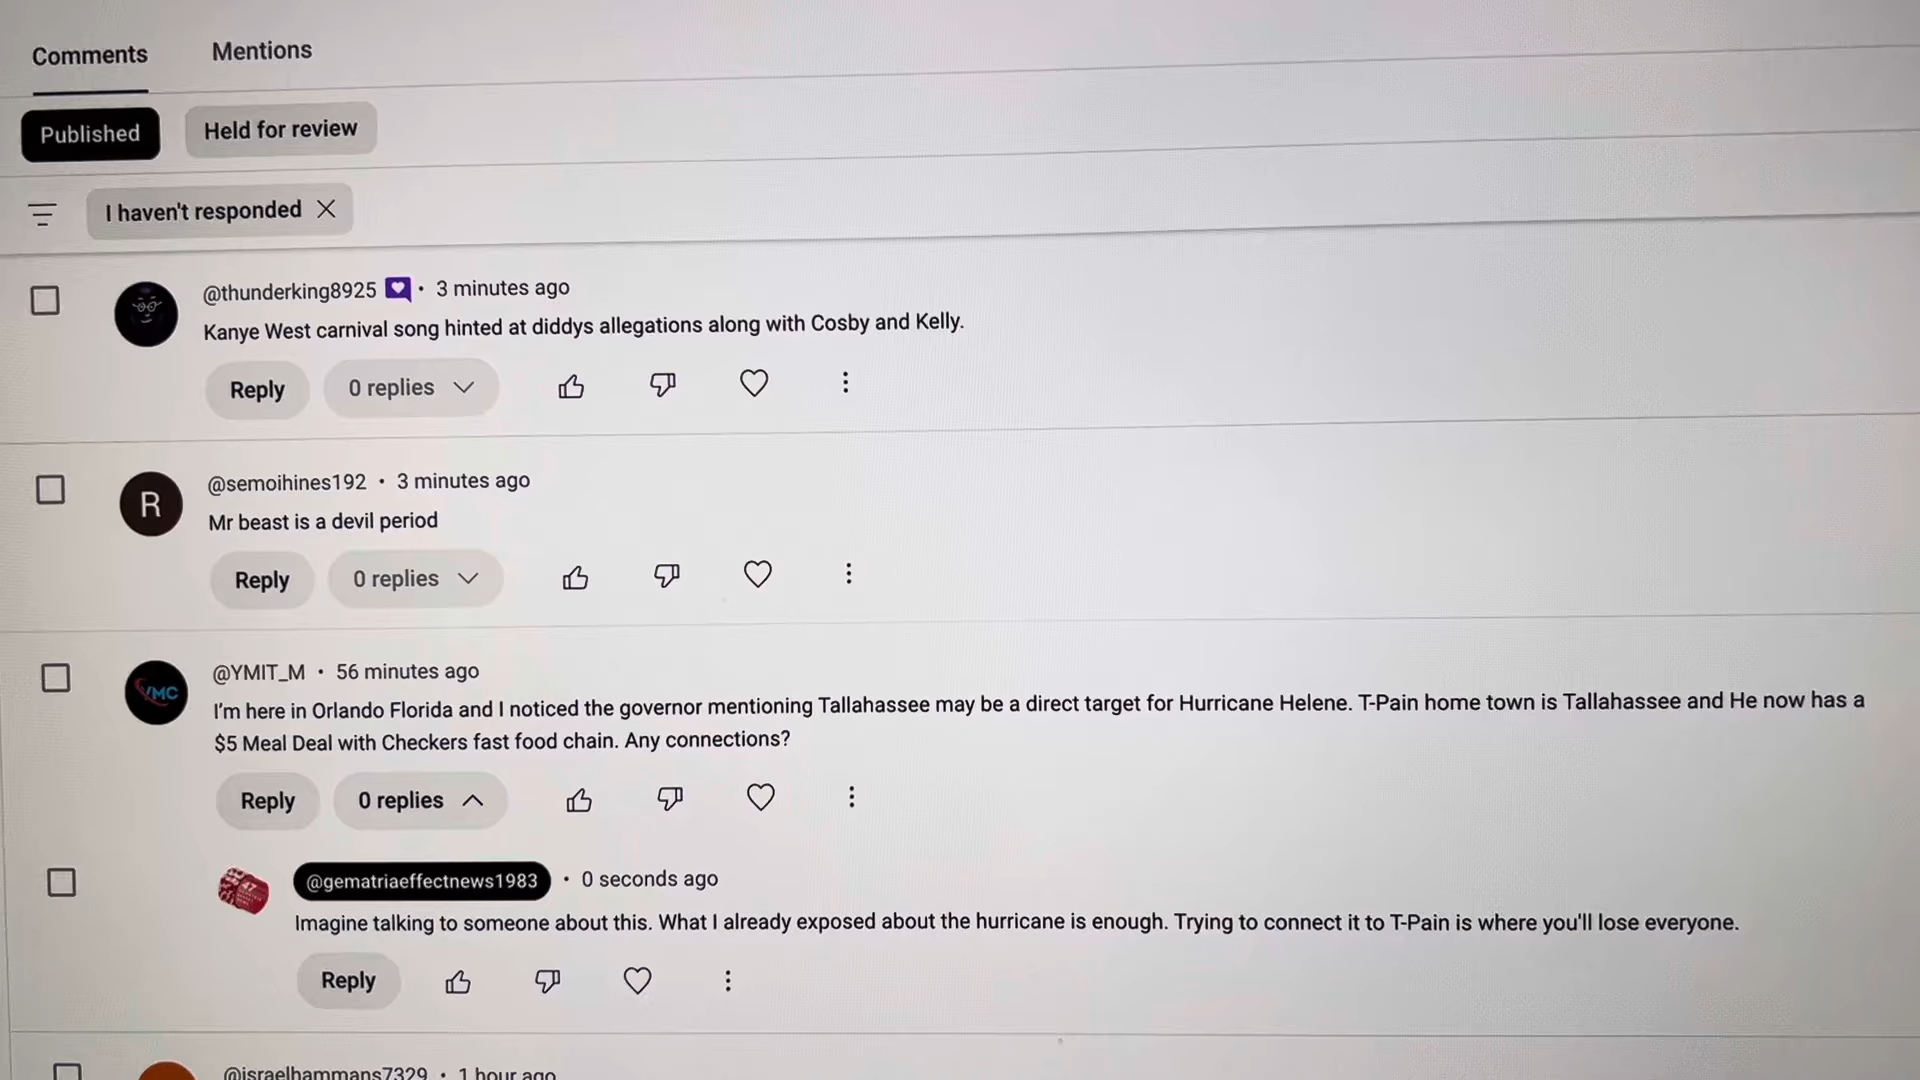 Comments Mentions
Published Held for review
I haven't responded
@thunderking8925 • 3 minutes ago
Kanye West carnival song hinted at diddys allegations along with Cosby and Kelly.
Reply 0 replies
R
@semoihines192 • 3 minutes ago
Mr beast is a devil period
Reply 0 replies
YMC
@YMIT_M • 56 minutes ago
I'm here in Orlando Florida and I noticed the governor mentioning Tallahassee may be a direct target for Hurricane Helene. T-Pain home town is Tallahassee and He now has a
$5 Meal Deal with Checkers fast food chain. Any connections?
Reply 0 replies
47
@gematriaeffectnews1983 • 0 seconds ago
Imagine talking to someone about this. What I already exposed about the hurricane is enough. Trying to connect it to T-Pain is where you'll lose everyone.
Reply
@israelhammans7329 • 1 hour ago